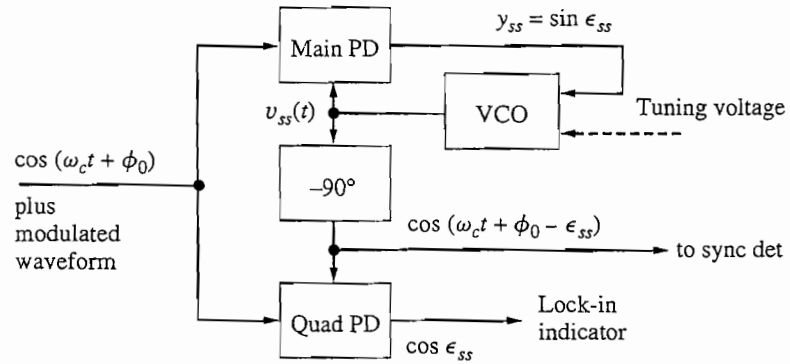 y_ss = sin ϵ_ss
Main PD
v_ss(t)
VCO
Tuning voltage
cos (ω_c t + ϕ_0)
plus
modulated
waveform
–90°
cos (ω_c t + ϕ_0 – ϵ_ss)
to sync det
Quad PD
cos ϵ_ss
Lock-in
indicator